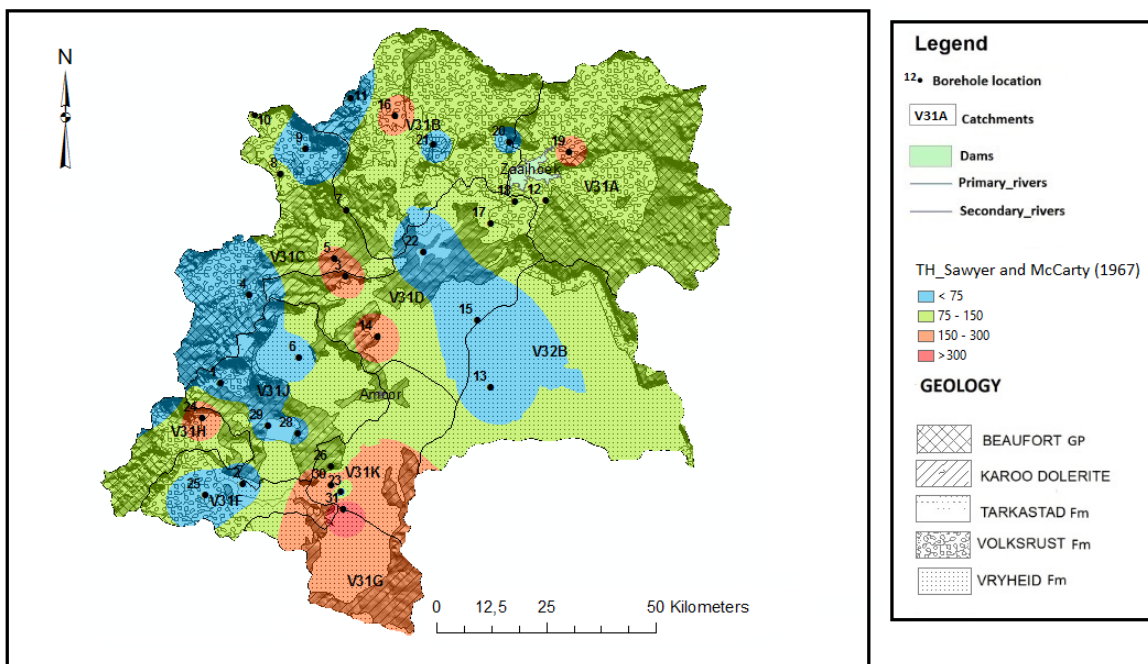 N
11
10
16
V31B
9
21
20
19
8
Zaaihoek
V31A
7
18
12
17
22
5
V31C
3
V31D
4
15
14
6
V32B
13
1
V31J
Amcor
24
29
28
V31H
26
30
V31K
2
23
25
V31F
31
V31G
0 12,5 25 50 Kilometers
Legend
12 Borehole location
V31A Catchments
Dams
Primary_rivers
Secondary_rivers
TH_Sawyer and McCarty (1967)
< 75
75 - 150
150 - 300
>300
GEOLOGY
BEAUFORT GP
KAROO DOLERITE
TARKASTAD Fm
VOLKSRUST Fm
VRYHEID Fm